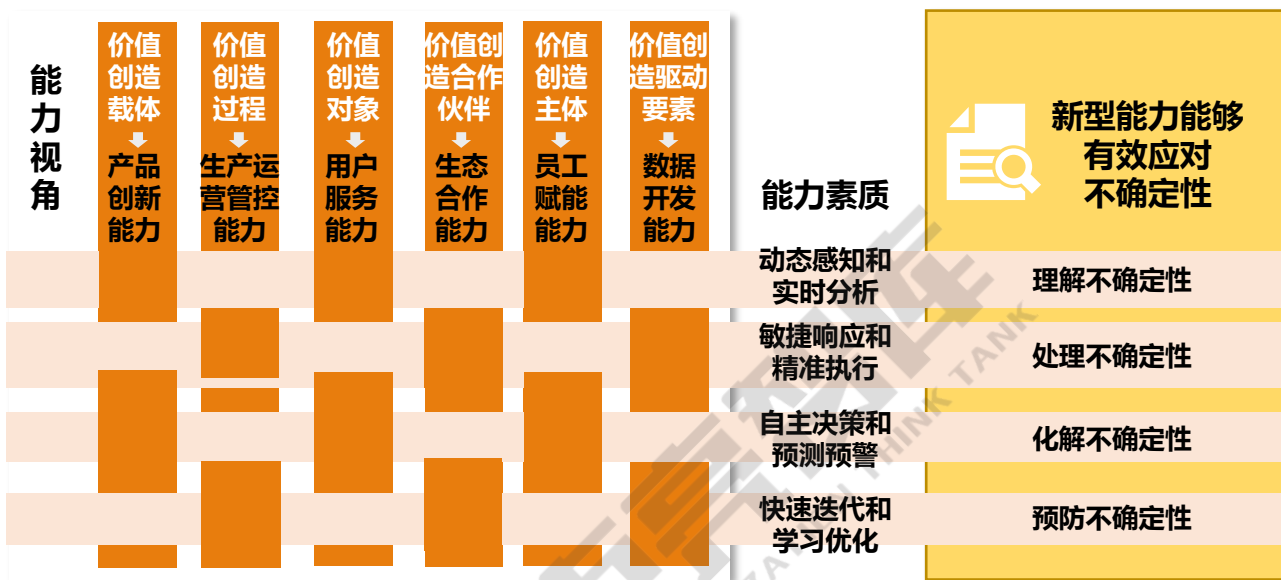 能力视角
价值
创造
载体
产品
创新
能力
价值
创造
过程
生产运
营管控
能力
价值
创造
对象
用户
服务
能力
价值创
造合作
伙伴
生态
合作
能力
价值
创造
主体
员工
赋能
能力
价值创
造驱动
要素
数据
开发
能力
能力素质
新型能力能够
有效应对
不确定性
动态感知和
实时分析
理解不确定性
敏捷响应和
精准执行
处理不确定性
自主决策和
预测预警
化解不确定性
快速迭代和
学习优化
预防不确定性
智库
THINK TANK